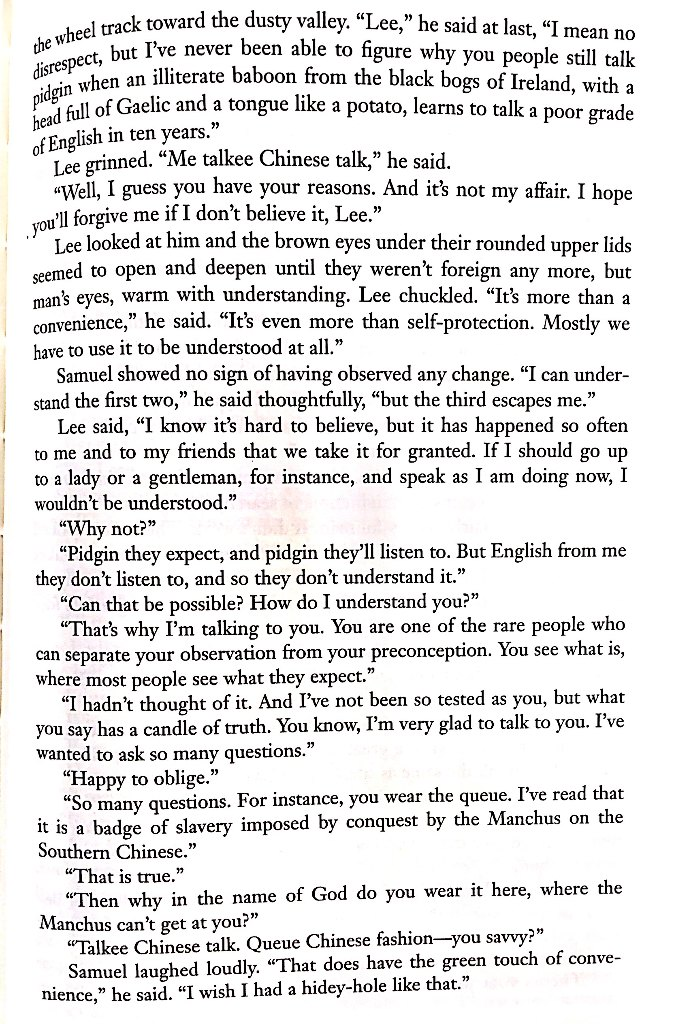 the wheel track toward the dusty valley. “Lee,” he said at last, “I mean no
disrespect, but I’ve never been able to figure why you people still talk
pidgin when an illiterate baboon from the black bogs of Ireland, with a
head full of Gaelic and a tongue like a potato, learns to talk a poor grade
of English in ten years.”
Lee grinned. “Me talkee Chinese talk,” he said.
“Well, I guess you have your reasons. And it’s not my affair. I hope
you’ll forgive me if I don’t believe it, Lee.”
Lee looked at him and the brown eyes under their rounded upper lids
seemed to open and deepen until they weren’t foreign any more, but
man’s eyes, warm with understanding. Lee chuckled. “It’s more than a
convenience,” he said. “It’s even more than self-protection. Mostly we
have to use it to be understood at all.”
Samuel showed no sign of having observed any change. “I can under-
stand the first two,” he said thoughtfully, “but the third escapes me.”
Lee said, “I know it’s hard to believe, but it has happened so often
to me and to my friends that we take it for granted. If I should go up
to a lady or a gentleman, for instance, and speak as I am doing now, I
wouldn’t be understood.”
“Why not?”
“Pidgin they expect, and pidgin they’ll listen to. But English from me
they don’t listen to, and so they don’t understand it.”
“Can that be possible? How do I understand you?”
“That’s why I’m talking to you. You are one of the rare people who
can separate your observation from your preconception. You see what is,
where most people see what they expect.”
“I hadn’t thought of it. And I’ve not been so tested as you, but what
you say has a candle of truth. You know, I’m very glad to talk to you. I’ve
wanted to ask so many questions.”
“Happy to oblige.”
“So many questions. For instance, you wear the queue. I’ve read that
it is a badge of slavery imposed by conquest by the Manchus on the
Southern Chinese.”
“That is true.”
“Then why in the name of God do you wear it here, where the
Manchus can’t get at you?”
“Talkee Chinese talk. Queue Chinese fashion—you savvy?”
Samuel laughed loudly. “That does have the green touch of conve-
nience,” he said. “I wish I had a hidey-hole like that.”